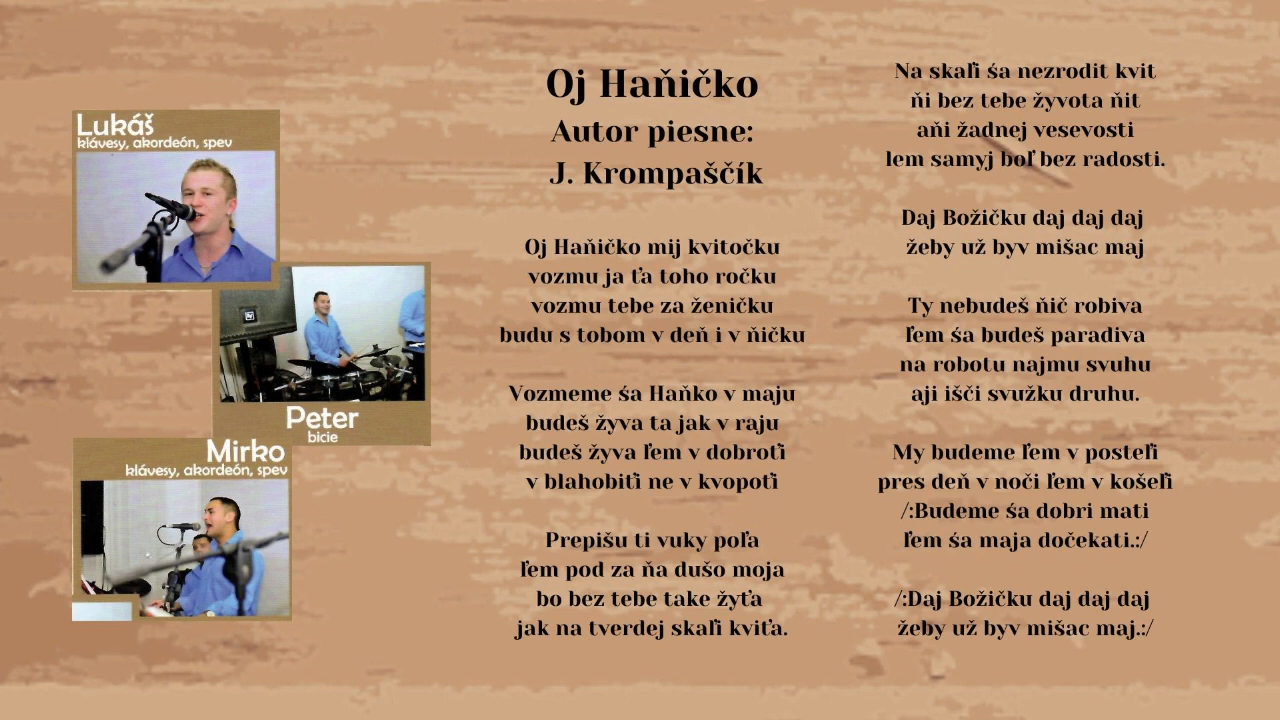 Lukáš
klávesy, akordeón, spev
Peter
bicie
Mirko
klávesy, akordeón, spev
Oj Haňičko
Autor piesne:
J. Krompaščík
Oj Haňičko mij kvitočku
vozmu ja ťa toho ročku
vozmu tebe za ženičku
budu s tobom v deň i v ňičku
Vozmeme śa Haňko v maju
budeš žyva ta jak v raju
budeš žyva ľem v dobroťi
v blahobiťi ne v kvopoťi
Prepišu ti vuky poľa
ľem pod za ňa dušo moja
bo bez tebe take žyťa
jak na tverdej skaľi kviťa.
Na skaľi śa nezrodit kvit
ňi bez tebe žyvota ňit
aňi žadnej vesevosti
lem samyj boľ bez radosti.
Daj Božičku daj daj daj
žeby už byv mišac maj
Ty nebudeš ňič robiva
ľem śa budeš paradiva
na robotu najmu svuhu
aji išči svužku druhu.
My budeme ľem v posteľi
pres deň v noči ľem v košeľi
/:Budeme śa dobri mati
ľem śa maja dočekati.:/
/:Daj Božičku daj daj daj
žeby už byv mišac maj.:/